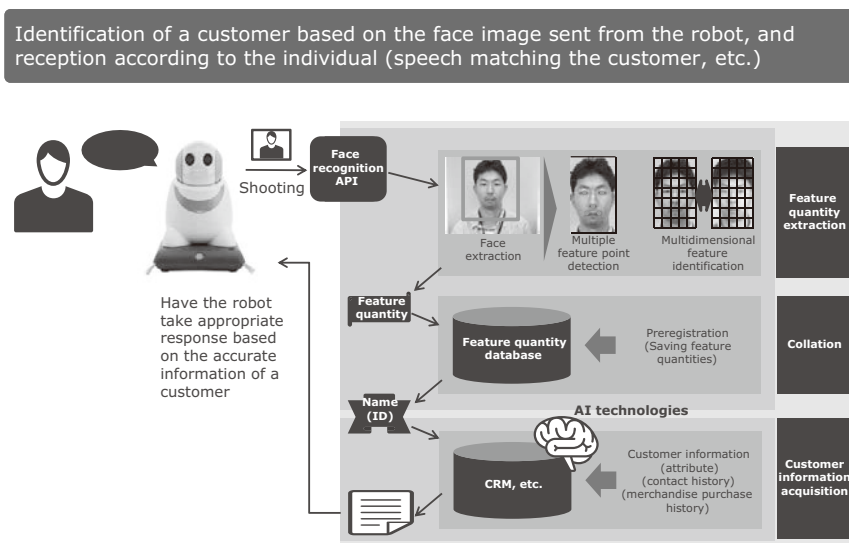 Identification of a customer based on the face image sent from the robot, and
reception according to the individual (speech matching the customer, etc.)
Shooting
Face
recognition
API
Face
extraction
Multiple
feature point
detection
Multidimensional
feature
identification
Feature
quantity
extraction
Have the robot
take appropriate
response based
on the accurate
information of a
customer
Feature
quantity
Feature quantity
database
Preregistration
(Saving feature
quantities)
Collation
Name
(ID)
AI technologies
CRM, etc.
Customer information
(attribute)
(contact history)
(merchandise purchase
history)
Customer
information
acquisition